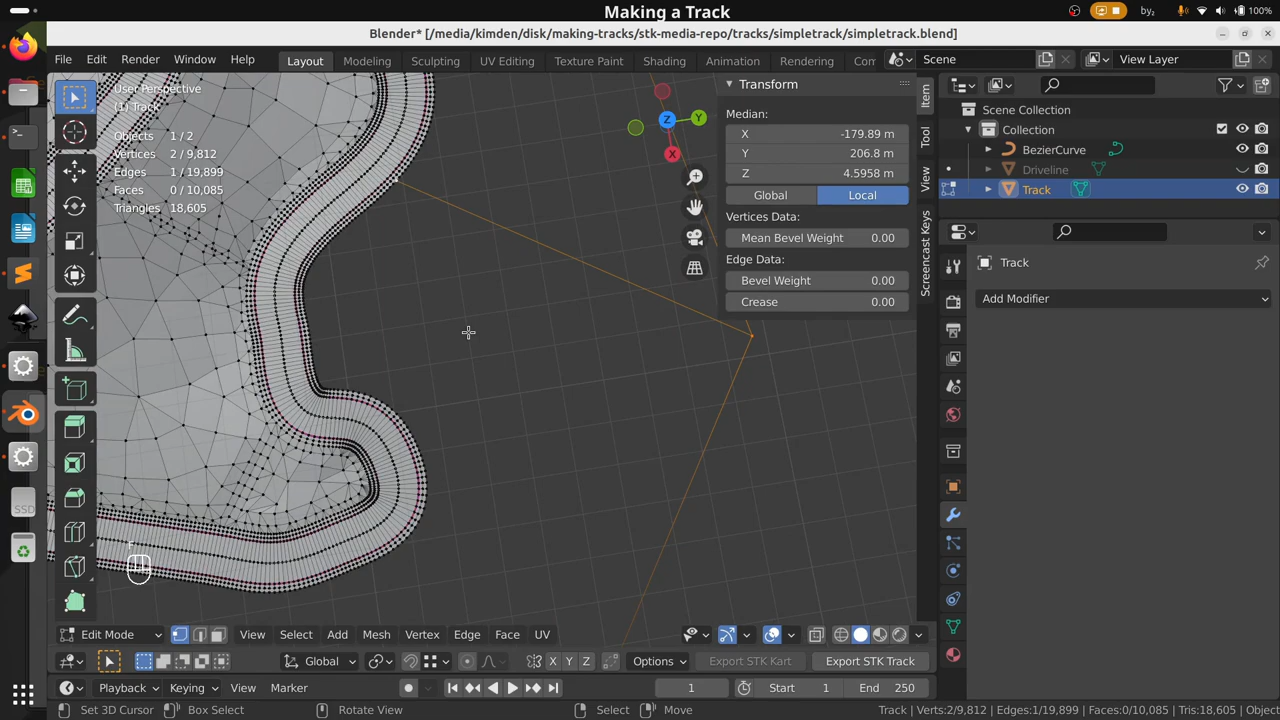 Making a Track
by₂
100%
Blender* [/media/kimden/disk/making-tracks/stk-media-repo/tracks/simpletrack/simpletrack.blend]
File Edit Render Window Help
Layout Modeling Sculpting UV Editing Texture Paint Shading Animation Rendering Con
Scene View Layer
User Perspective
(1) Track
Objects 1 / 2
Vertices 2 / 9,812
Edges 1 / 19,899
Faces 0 / 10,085
Triangles 18,605
Z Y X
Transform
Median:
X -179.89 m
Y 206.8 m
Z 4.5958 m
Global Local
Vertices Data:
Mean Bevel Weight 0.00
Edge Data:
Bevel Weight 0.00
Crease 0.00
Item
Tool
View
Screencast Keys
Scene Collection
Collection
BezierCurve
Driveline
Track
Track
Add Modifier
SSD
F
Edit Mode View Select Add Mesh Vertex Edge Face UV
Global X Y Z Options Export STK Kart Export STK Track
Playback Keying View Marker 1 Start 1 End 250
Set 3D Cursor Box Select Rotate View Select Move Track | Verts:2/9,812 | Edges:1/19,899 | Faces:0/10,085 | Tris:18,605 | Object